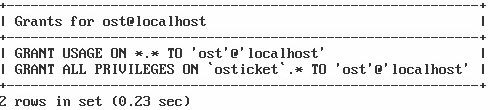 +---------------------------------------------------------+
| Grants for ost@localhost                                |
+---------------------------------------------------------+
| GRANT USAGE ON *.* TO 'ost'@'localhost'                 |
| GRANT ALL PRIVILEGES ON `osticket`.* TO 'ost'@'localhost' |
+---------------------------------------------------------+
2 rows in set (0.23 sec)